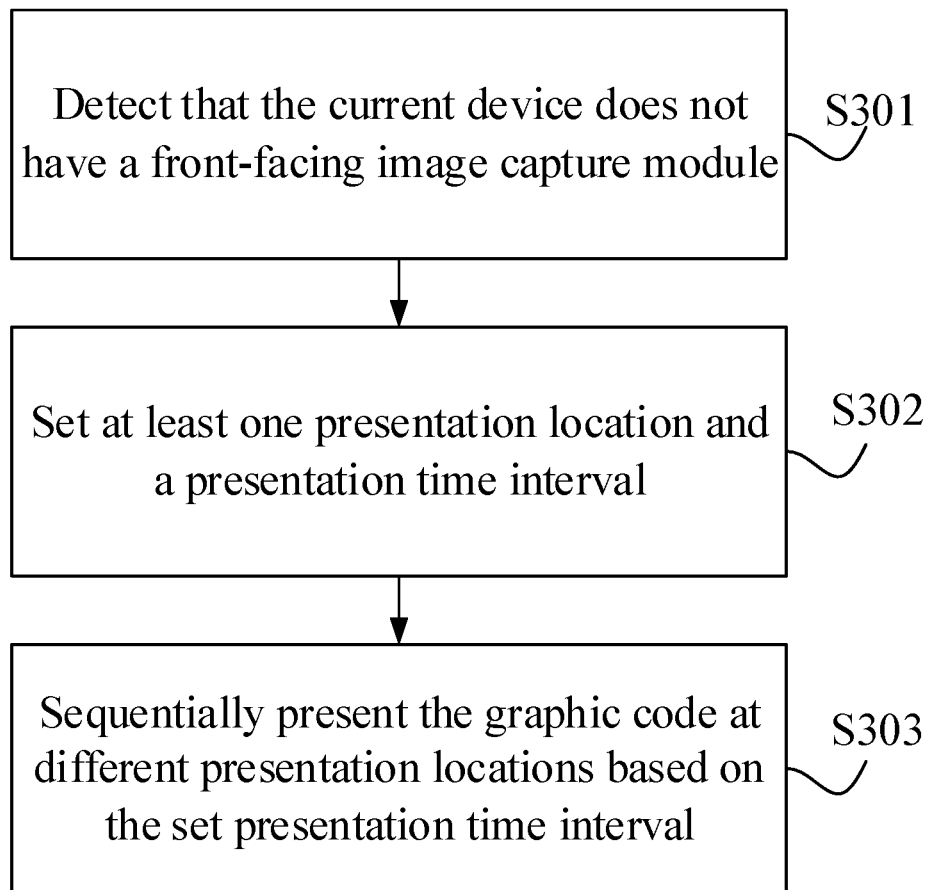 Detect that the current device does not
have a front-facing image capture module
S301
Set at least one presentation location and
a presentation time interval
S302
Sequentially present the graphic code at
different presentation locations based on
the set presentation time interval
S303